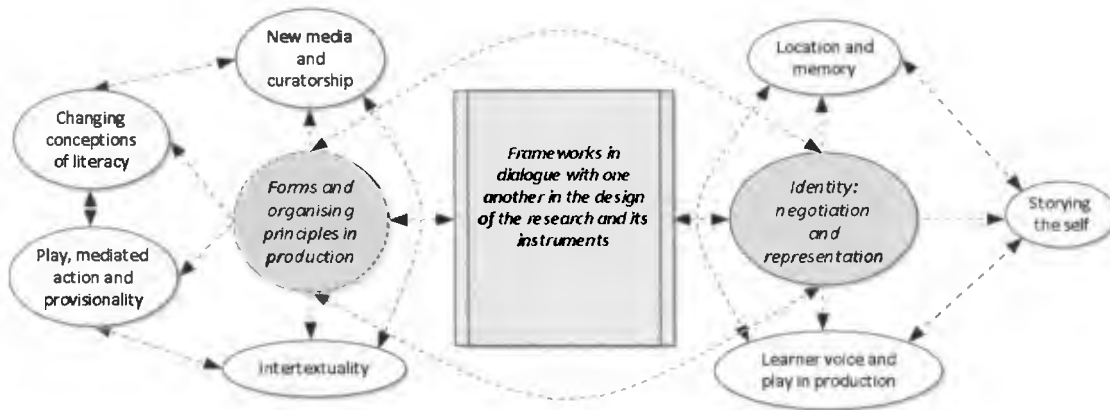 New media
and
curatorship
Changing
conceptions
of literacy
Forms and
organising
principles in
production
Play, mediated
action and
provisionality
Intertextuality
Frameworks in
dialogue with one
another in the design
of the research and its
instruments
Location and
memory
Identity:
negotiation
and
representation
Storying
the self
Learner voice and
play in production